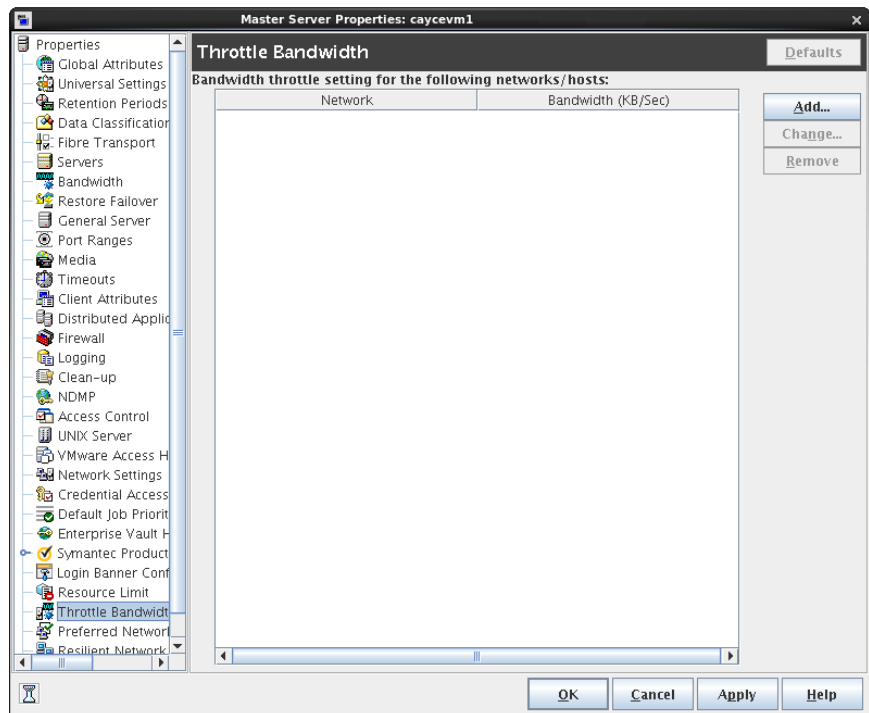 Master Server Properties: caycevm1
Properties
Global Attributes
Universal Settings
Retention Periods
Data Classification
Fibre Transport
Servers
Bandwidth
Restore Failover
General Server
Port Ranges
Media
Timeouts
Client Attributes
Distributed Applic
Firewall
Logging
Clean-up
NDMP
Access Control
UNIX Server
VMware Access H
Network Settings
Credential Access
Default Job Priorit
Enterprise Vault H
Symantec Product
Login Banner Conf
Resource Limit
Throttle Bandwidt
Preferred Networ
Resilient Network
Throttle Bandwidth
Defaults
Bandwidth throttle setting for the following networks/hosts:
Network Bandwidth (KB/Sec)
Add...
Change...
Remove
OK Cancel Apply Help